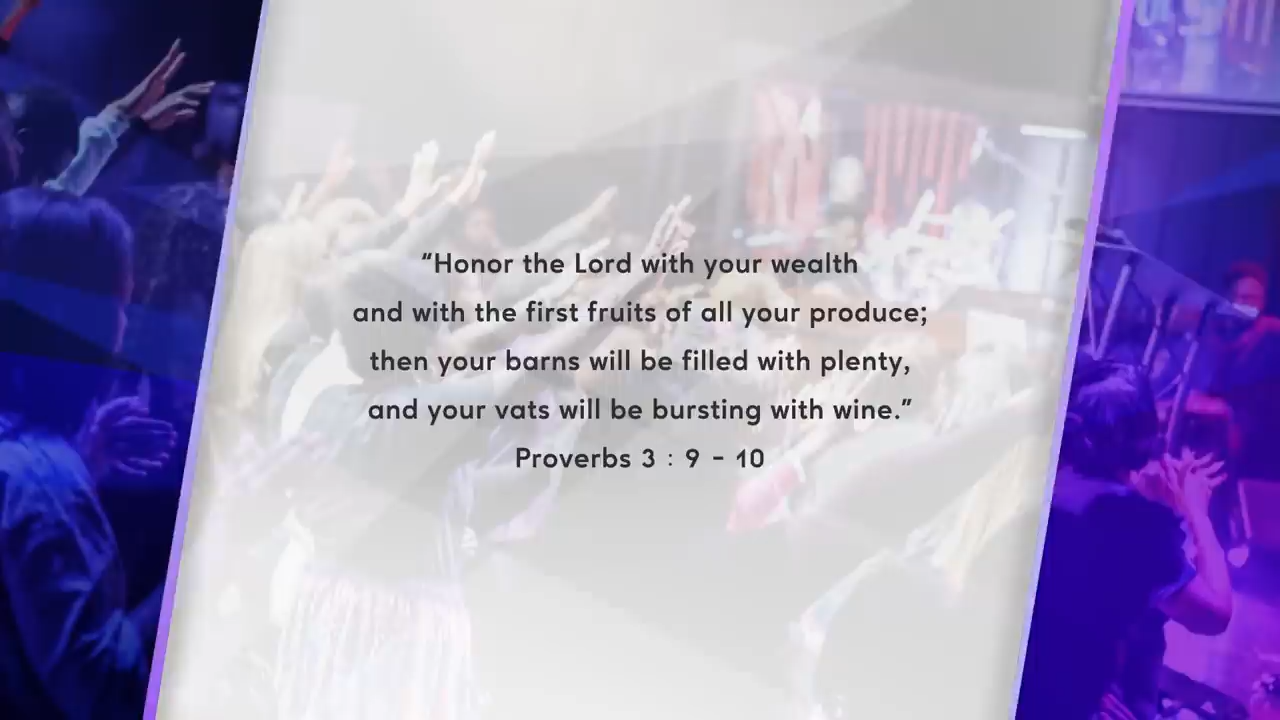 “Honor the Lord with your wealth
and with the first fruits of all your produce;
then your barns will be filled with plenty,
and your vats will be bursting with wine.”
Proverbs 3 : 9 - 10